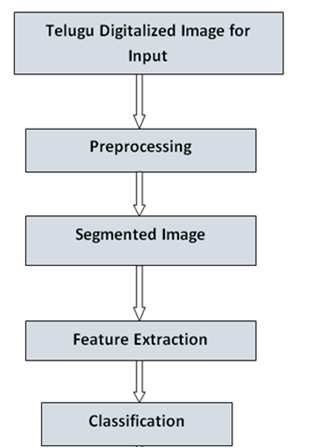 Telugu Digitalized Image for
Input
Preprocessing
Segmented Image
Feature Extraction
Classification